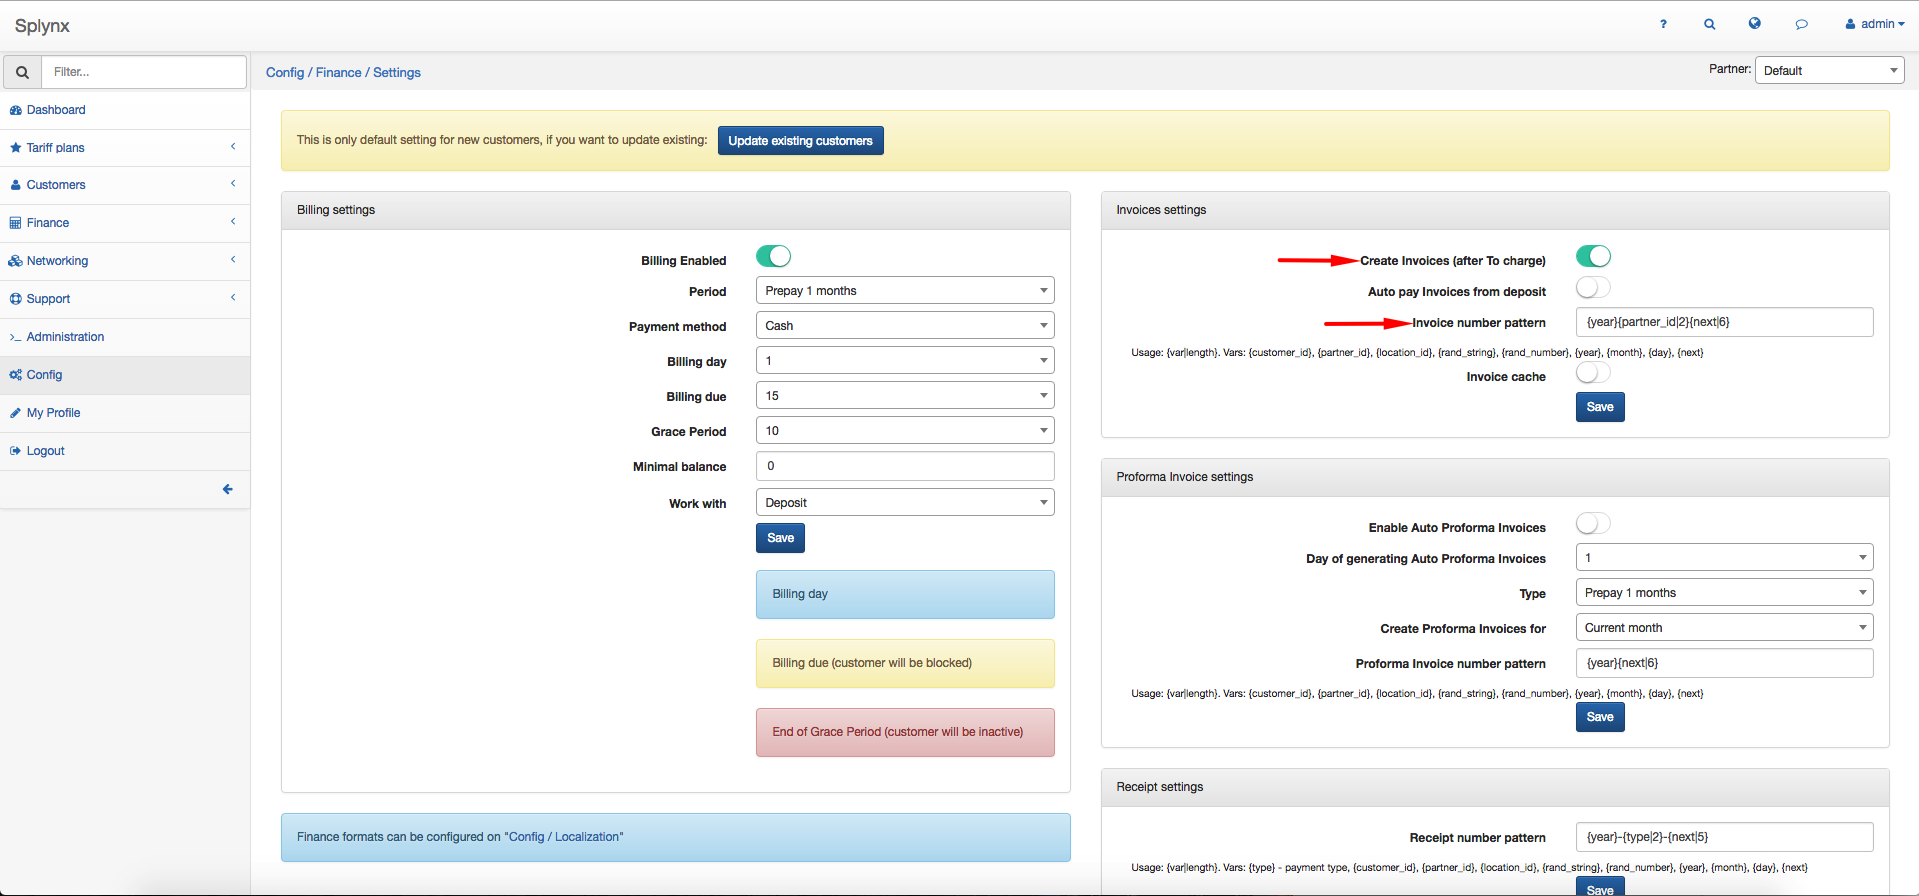 Splynx
?
admin
Filter...
Config / Finance / Settings
Partner:
Default
Dashboard
Tariff plans
Customers
Finance
Networking
Support
Administration
Config
My Profile
Logout
This is only default setting for new customers, if you want to update existing:
Update existing customers
Billing settings
Billing Enabled
Period
Prepay 1 months
Payment method
Cash
Billing day
1
Billing due
15
Grace Period
10
Minimal balance
0
Work with
Deposit
Save
Billing day
Billing due (customer will be blocked)
End of Grace Period (customer will be inactive)
Finance formats can be configured on "Config / Localization"
Invoices settings
Create Invoices (after To charge)
Auto pay Invoices from deposit
Invoice number pattern
{year}{partner_id|2}{next|6}
Usage: {var|length}. Vars: {customer_id}, {partner_id}, {location_id}, {rand_string}, {rand_number}, {year}, {month}, {day}, {next}
Invoice cache
Save
Proforma Invoice settings
Enable Auto Proforma Invoices
Day of generating Auto Proforma Invoices
1
Type
Prepay 1 months
Create Proforma Invoices for
Current month
Proforma Invoice number pattern
{year}{next|6}
Usage: {var|length}. Vars: {customer_id}, {partner_id}, {location_id}, {rand_string}, {rand_number}, {year}, {month}, {day}, {next}
Save
Receipt settings
Receipt number pattern
{year}-{type|2}-{next|5}
Usage: {var|length}. Vars: {type} - payment type, {customer_id}, {partner_id}, {location_id}, {rand_string}, {rand_number}, {year}, {month}, {day}, {next}
Save